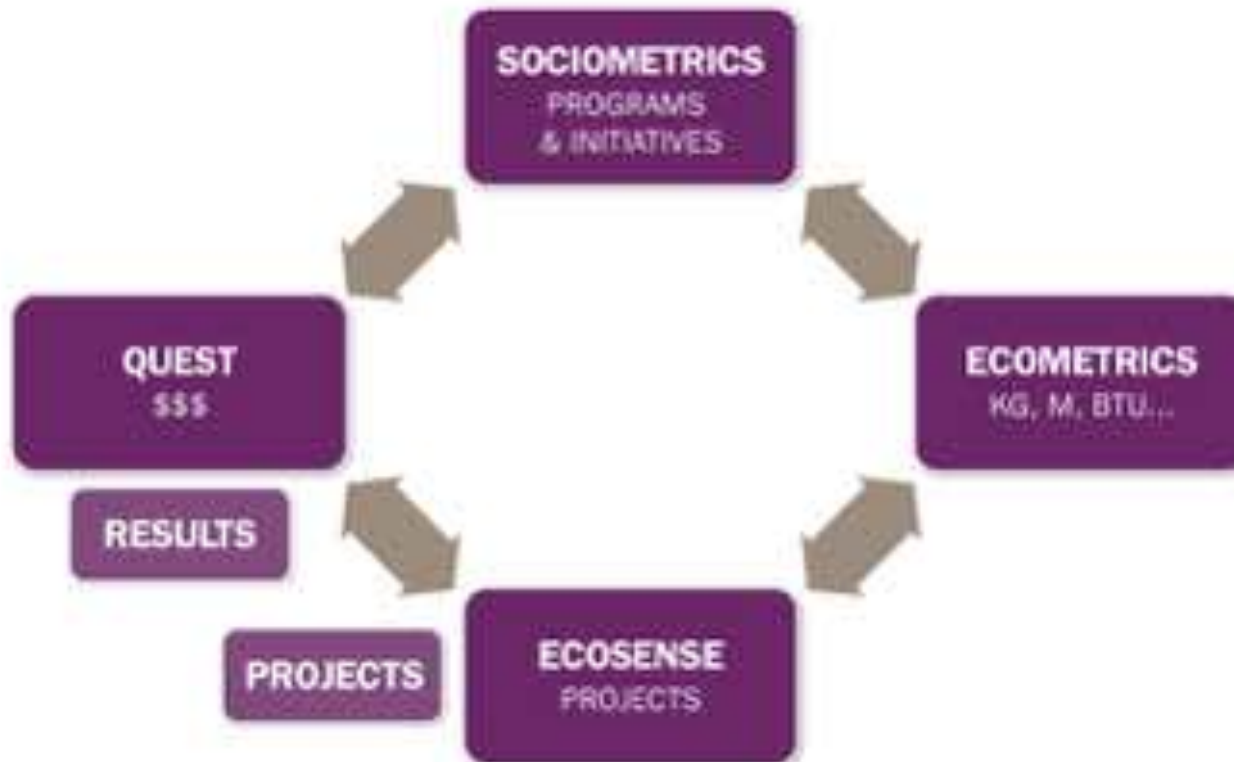 SOCIOMETRICS
PROGRAMS
& INITIATIVES
QUEST
$$$
ECOMETRICS
KG, M, BTU...
RESULTS
PROJECTS
ECOSENSE
PROJECTS